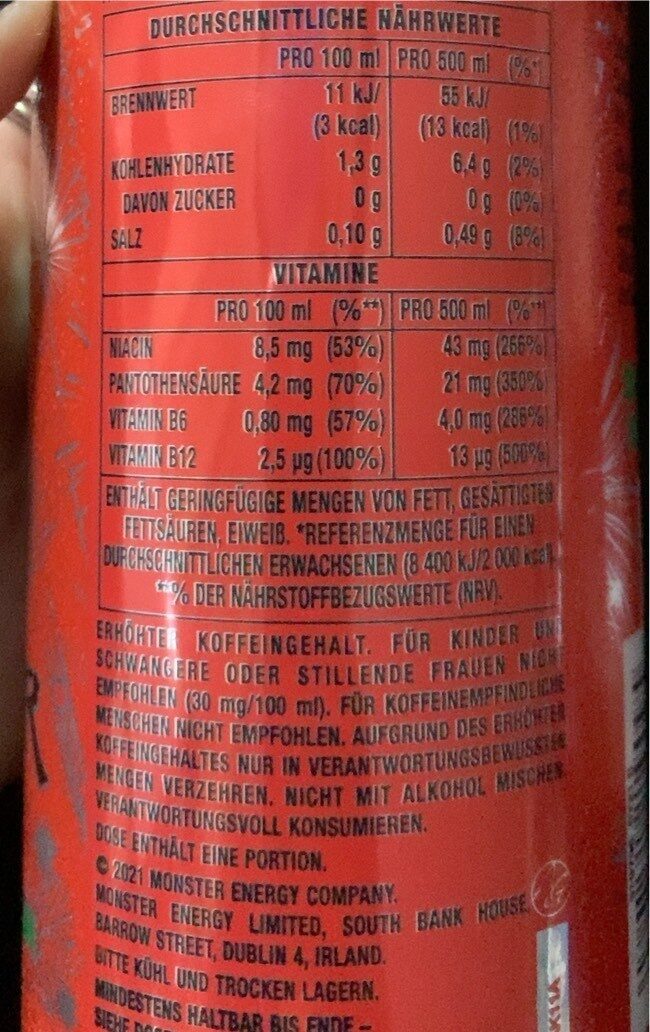 DURCHSCHNITTLICHE NÄHRWERTE
PRO 100 ml PRO 500 ml (%*)
BRENNWERT 11 kJ/ 55 kJ/
(3 kcal) (13 kcal) (1%)
KOHLENHYDRATE 1,3 g 6,4 g (2%)
DAVON ZUCKER 0 g 0 g (0%)
SALZ 0,10 g 0,49 g (8%)
VITAMINE
PRO 100 ml (%**) PRO 500 ml (%**)
NIACIN 8,5 mg (53%) 43 mg (266%)
PANTOTHENSÄURE 4,2 mg (70%) 21 mg (350%)
VITAMIN B6 0,80 mg (57%) 4,0 mg (286%)
VITAMIN B12 2,5 µg (100%) 13 µg (500%)
ENTHÄLT GERINGFÜGIGE MENGEN VON FETT, GESÄTTIGTEN
FETTSÄUREN, EIWEIß. *REFERENZMENGE FÜR EINEN
DURCHSCHNITTLICHEN ERWACHSENEN (8 400 kJ/2 000 kcal)
**% DER NÄHRSTOFFBEZUGSWERTE (NRV).
ERHÖHTER KOFFEINGEHALT. FÜR KINDER UND
SCHWANGERE ODER STILLENDE FRAUEN NICHT
EMPFOHLEN (30 mg/100 ml). FÜR KOFFEINEMPFINDLICHE
MENSCHEN NICHT EMPFOHLEN. AUFGRUND DES ERHÖHTEN
KOFFEINGEHALTES NUR IN VERANTWORTUNGSBEWUSSTEN
MENGEN VERZEHREN. NICHT MIT ALKOHOL MISCHEN.
VERANTWORTUNGSVOLL KONSUMIEREN.
DOSE ENTHÄLT EINE PORTION.
© 2021 MONSTER ENERGY COMPANY.
MONSTER ENERGY LIMITED, SOUTH BANK HOUSE,
BARROW STREET, DUBLIN 4, IRLAND.
BITTE KÜHL UND TROCKEN LAGERN.
MINDESTENS HALTBAR BIS ENDE –
SIEHE